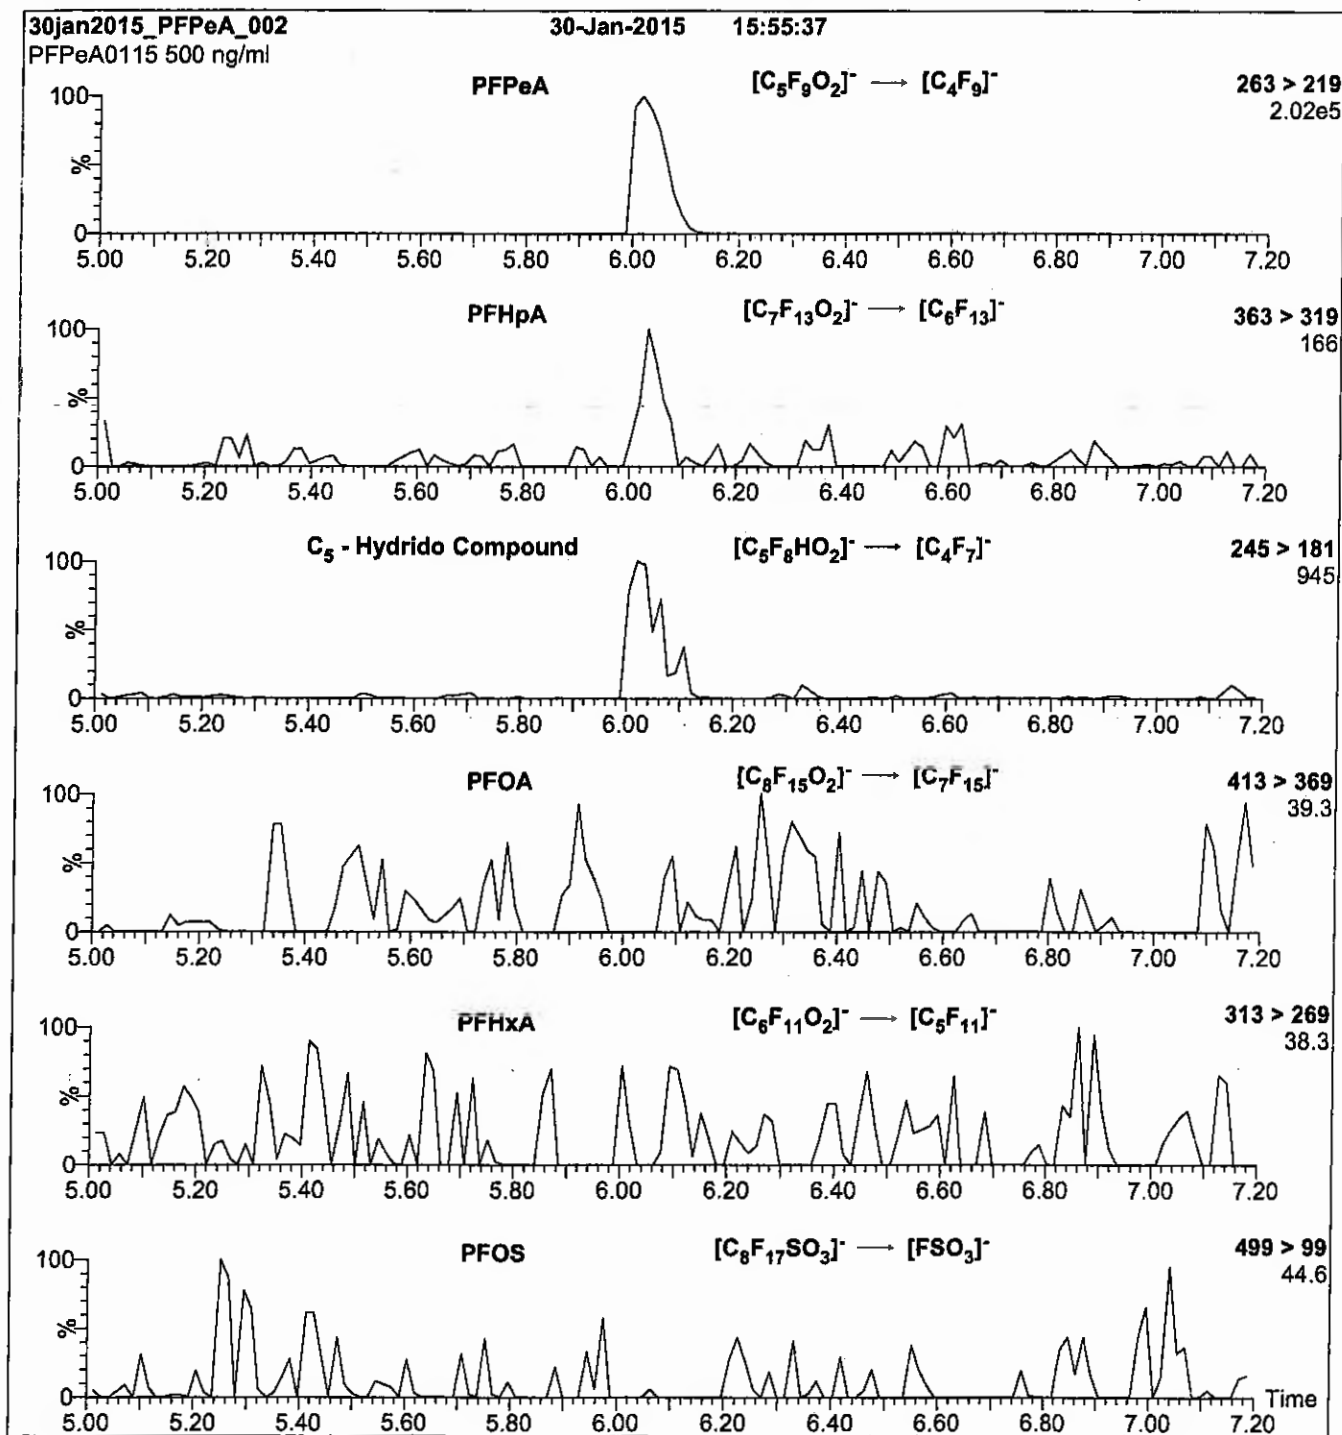 30jan2015_PFPeA_002 30-Jan-2015 15:55:37
PFPeA0115 500 ng/ml
PFPeA [C5F9O2]⁻ → [C4F9]⁻ 263 > 219
2.02e5
100
%
0
5.00 5.20 5.40 5.60 5.80 6.00 6.20 6.40 6.60 6.80 7.00 7.20
PFHpA [C7F13O2]⁻ → [C6F13]⁻ 363 > 319
166
100
%
0
5.00 5.20 5.40 5.60 5.80 6.00 6.20 6.40 6.60 6.80 7.00 7.20
C5 - Hydrido Compound [C5F8HO2]⁻ → [C4F7]⁻ 245 > 181
945
100
%
0
5.00 5.20 5.40 5.60 5.80 6.00 6.20 6.40 6.60 6.80 7.00 7.20
PFOA [C8F15O2]⁻ → [C7F15]⁻ 413 > 369
39.3
100
%
0
5.00 5.20 5.40 5.60 5.80 6.00 6.20 6.40 6.60 6.80 7.00 7.20
PFHxA [C6F11O2]⁻ → [C5F11]⁻ 313 > 269
38.3
100
%
0
5.00 5.20 5.40 5.60 5.80 6.00 6.20 6.40 6.60 6.80 7.00 7.20
PFOS [C8F17SO3]⁻ → [FSO3]⁻ 499 > 99
44.6
100
%
0
Time
5.00 5.20 5.40 5.60 5.80 6.00 6.20 6.40 6.60 6.80 7.00 7.20